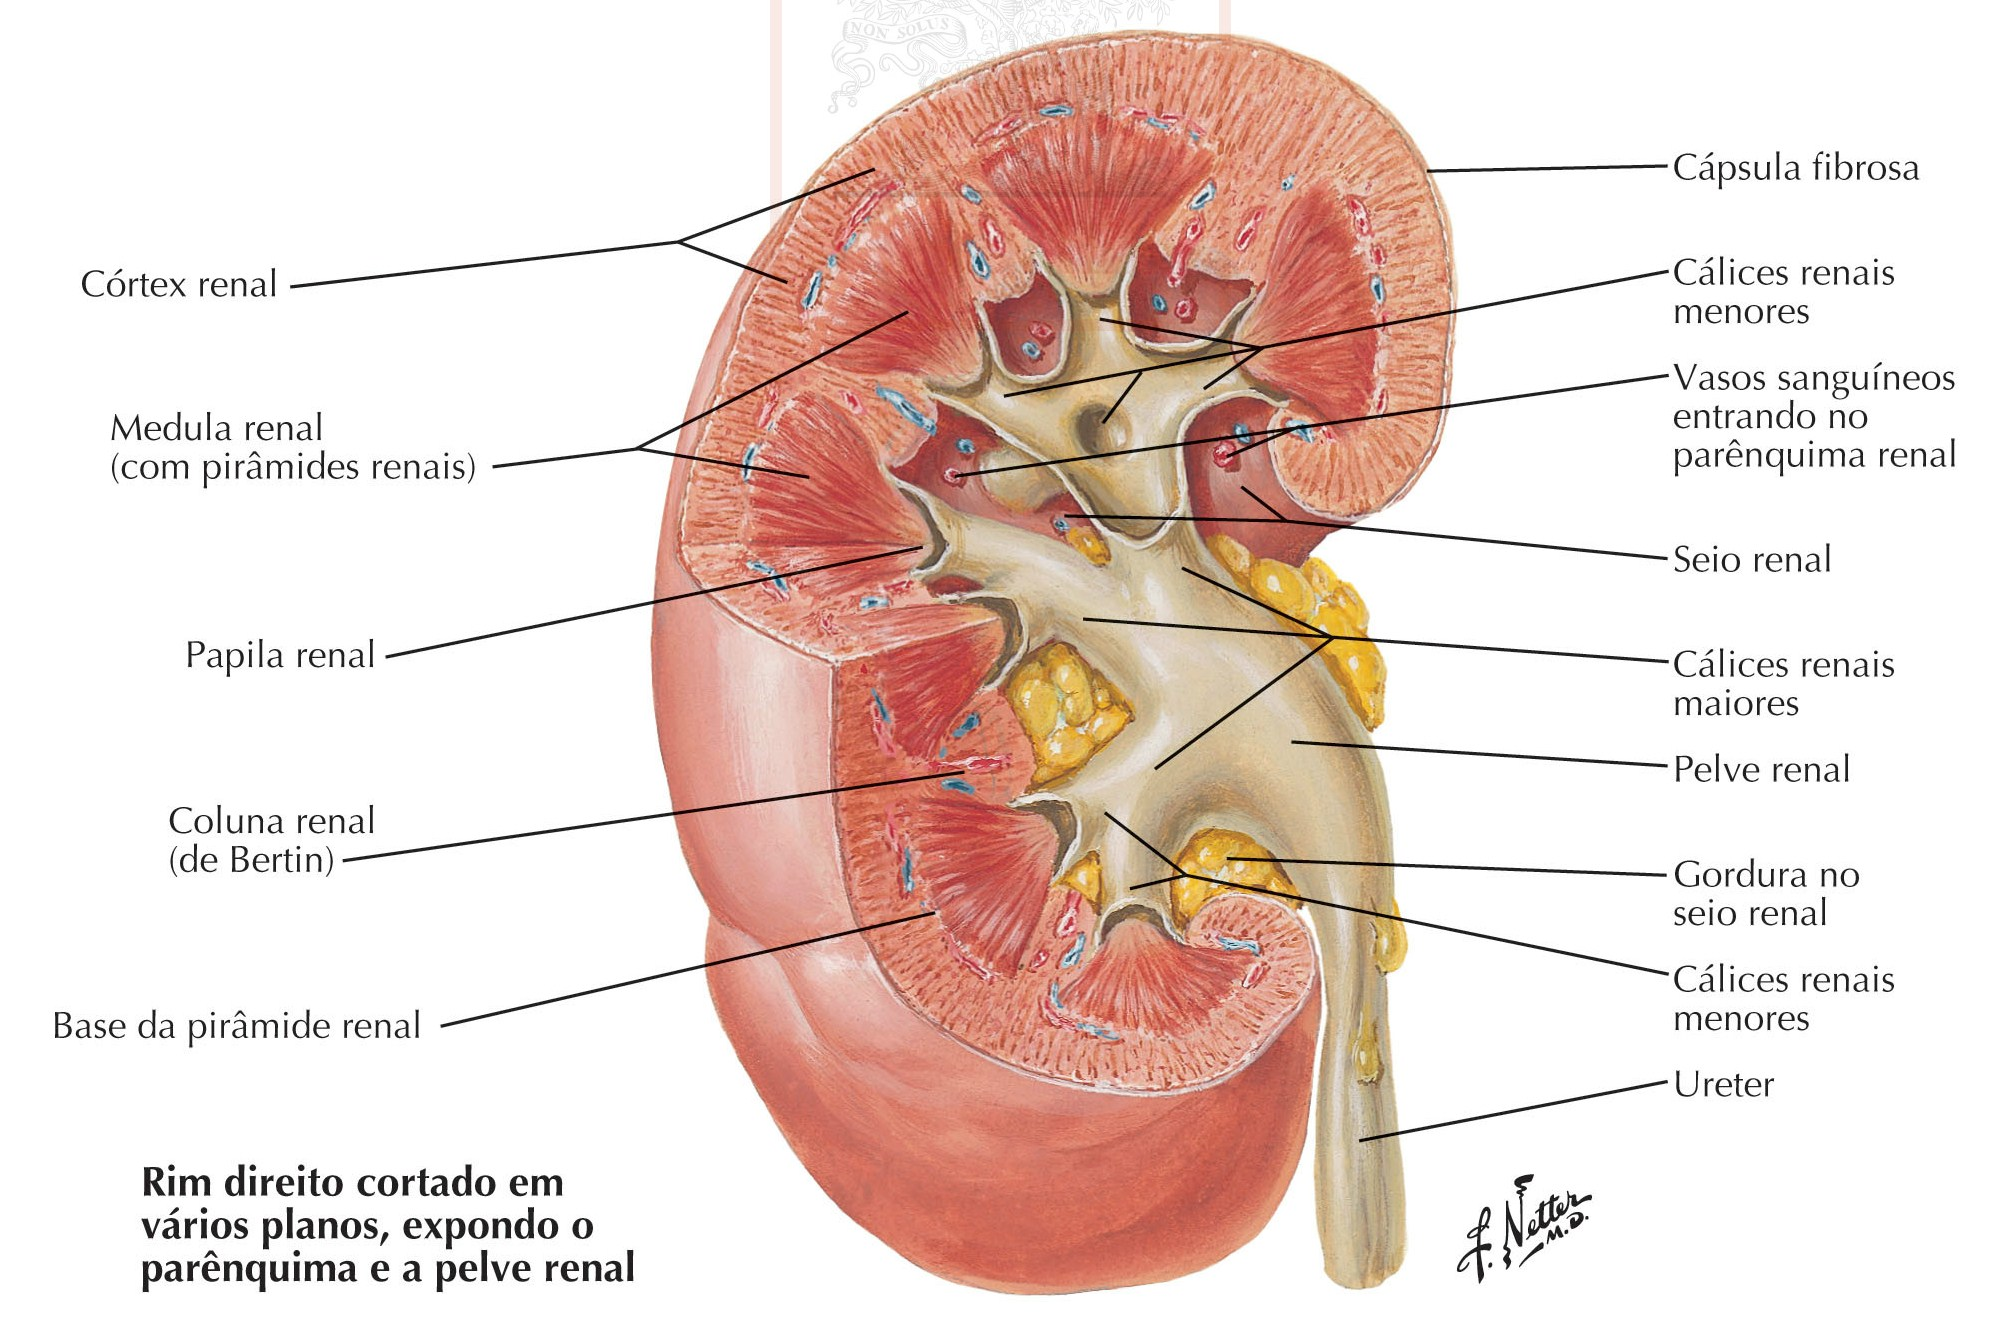 NON SOLUS
Córtex renal
Medula renal
(com pirâmides renais)
Papila renal
Coluna renal
(de Bertin)
Base da pirâmide renal
Rim direito cortado em
vários planos, expondo o
parênquima e a pelve renal
Cápsula fibrosa
Cálices renais
menores
Vasos sanguíneos
entrando no
parênquima renal
Seio renal
Cálices renais
maiores
Pelve renal
Gordura no
seio renal
Cálices renais
menores
Ureter
F. Netter
M.D.